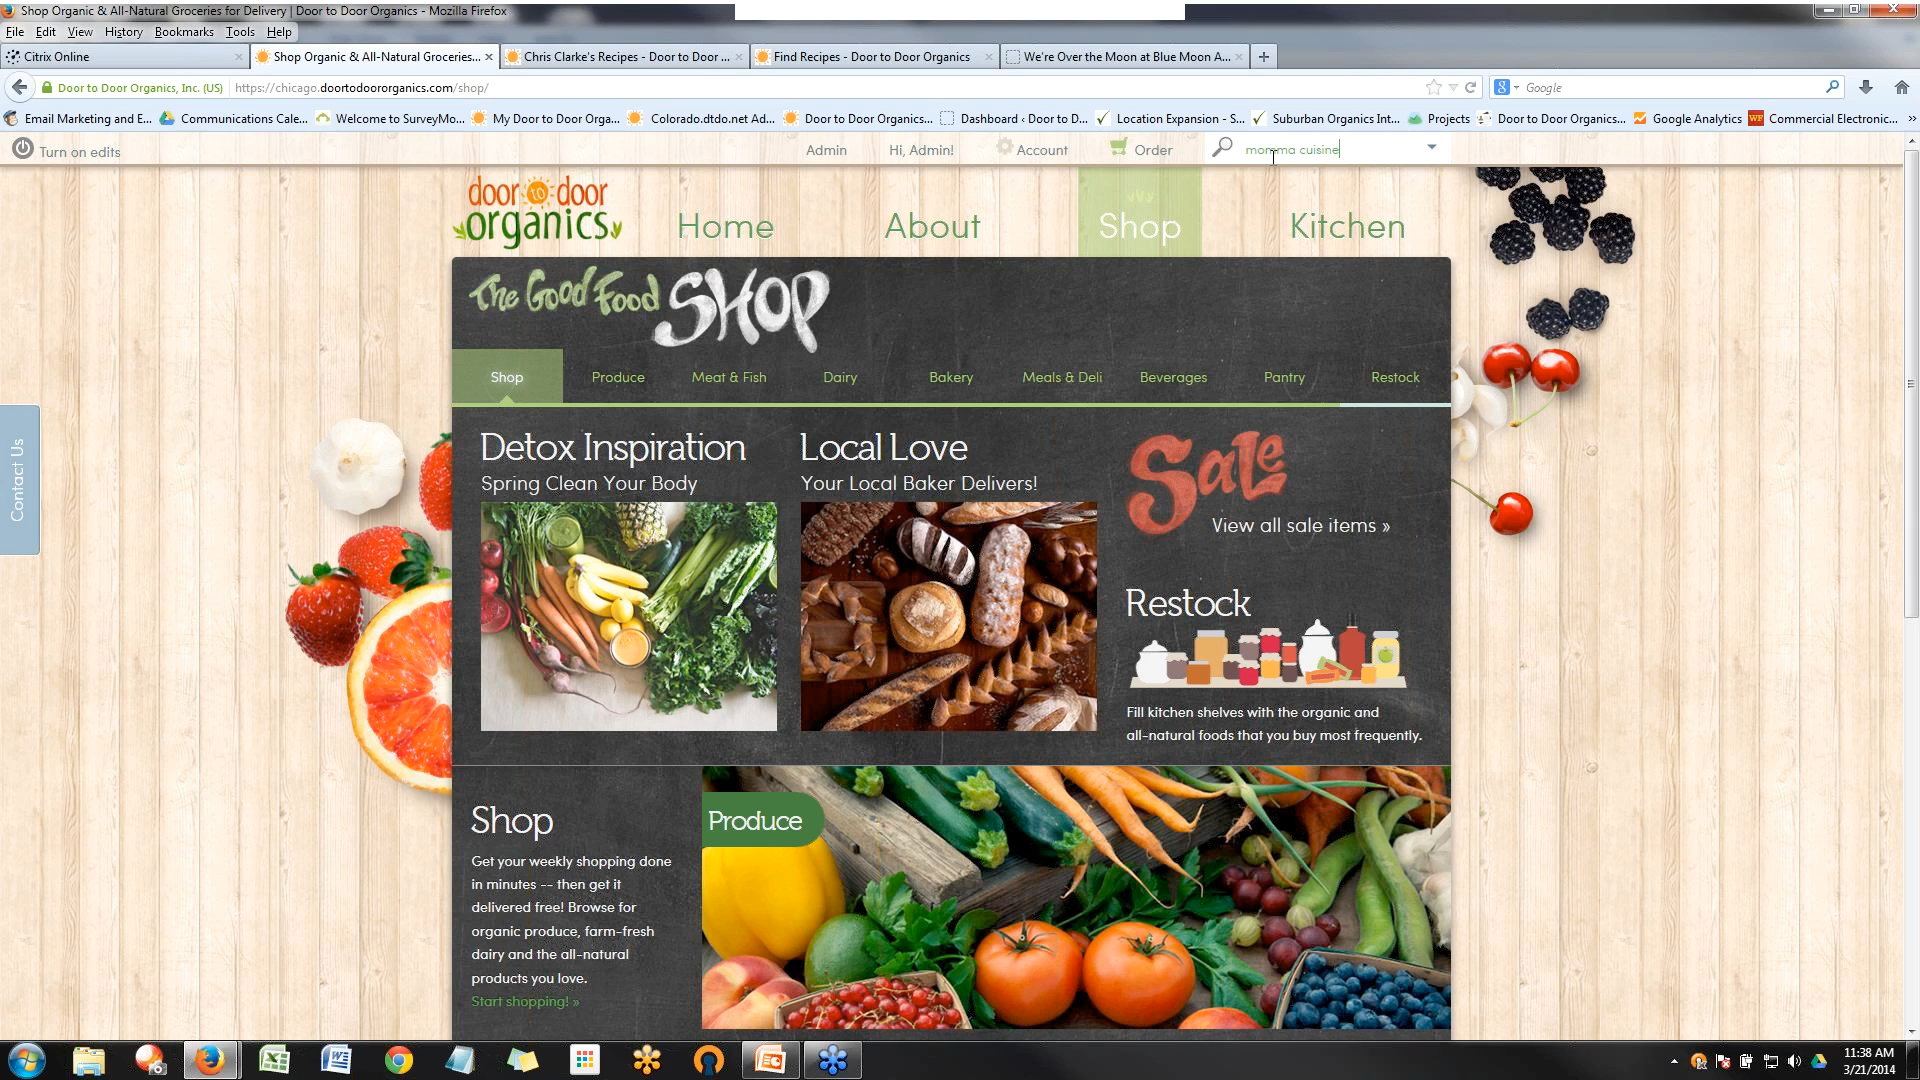 Shop Organic & All-Natural Groceries for Delivery | Door to Door Organics - Mozilla Firefox
File Edit View History Bookmarks Tools Help
Citrix Online
Shop Organic & All-Natural Groceries...
Chris Clarke's Recipes - Door to Door ...
Find Recipes - Door to Door Organics
We're Over the Moon at Blue Moon A...
Door to Door Organics, Inc. (US)
https://chicago.doortodoororganics.com/shop/
Google
Email Marketing and E...
Communications Cale...
Welcome to SurveyMo...
My Door to Door Orga...
Colorado.dtdo.net Ad...
Door to Door Organics...
Dashboard ‹ Door to D...
Location Expansion - S...
Suburban Organics Int...
Projects
Door to Door Organics...
Google Analytics
WF Commercial Electronic...
Turn on edits
Admin
Hi, Admin!
Account
Order
momma cuisine
door to door
organics
Home
About
Shop
Kitchen
The Good Food SHOP
Shop
Produce
Meat & Fish
Dairy
Bakery
Meals & Deli
Beverages
Pantry
Restock
Contact Us
Detox Inspiration
Spring Clean Your Body
Local Love
Your Local Baker Delivers!
Sale
View all sale items »
Restock
Fill kitchen shelves with the organic and
all-natural foods that you buy most frequently.
Shop
Get your weekly shopping done
in minutes -- then get it
delivered free! Browse for
organic produce, farm-fresh
dairy and the all-natural
products you love.
Start shopping! »
Produce
11:38 AM
3/21/2014